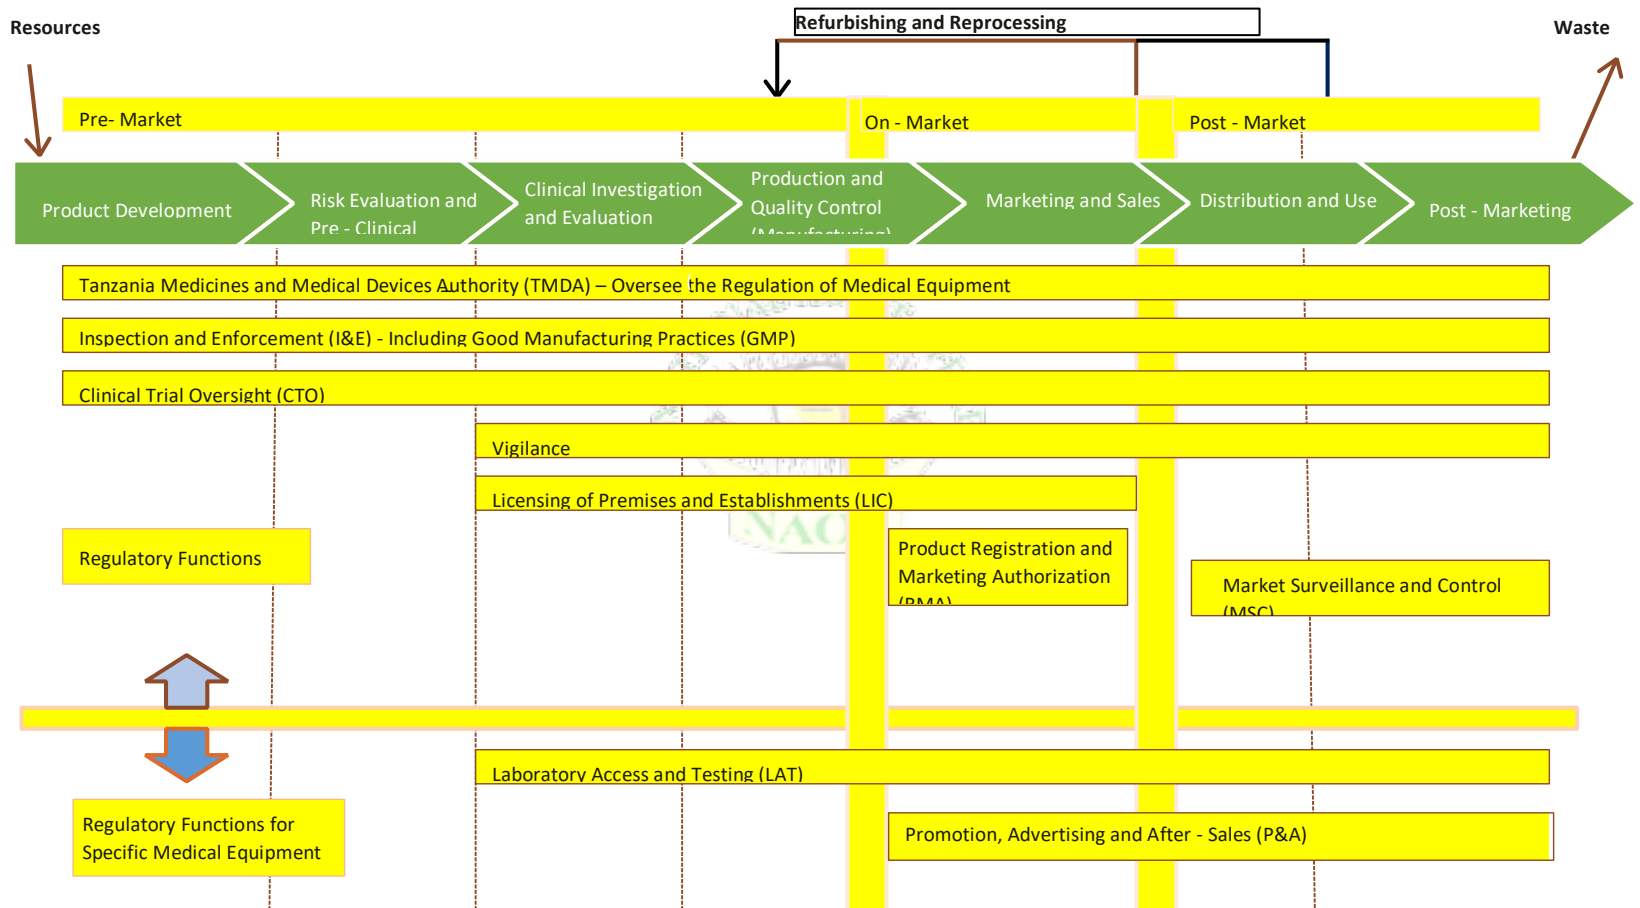 Refurbishing and Reprocessing
Resources
Waste
Pre- Market
On - Market
Post - Market
Product Development
Risk Evaluation and
Pre - Clinical
Clinical Investigation
and Evaluation
Production and
Quality Control
(Manufacturing)
Marketing and Sales
Distribution and Use
Post - Marketing
Tanzania Medicines and Medical Devices Authority (TMDA) – Oversee the Regulation of Medical Equipment
Inspection and Enforcement (I&E) - Including Good Manufacturing Practices (GMP)
Clinical Trial Oversight (CTO)
Vigilance
Licensing of Premises and Establishments (LIC)
NAO
Regulatory Functions
Product Registration and
Marketing Authorization
(RMA)
Market Surveillance and Control
(MSC)
Laboratory Access and Testing (LAT)
Regulatory Functions for
Specific Medical Equipment
Promotion, Advertising and After - Sales (P&A)